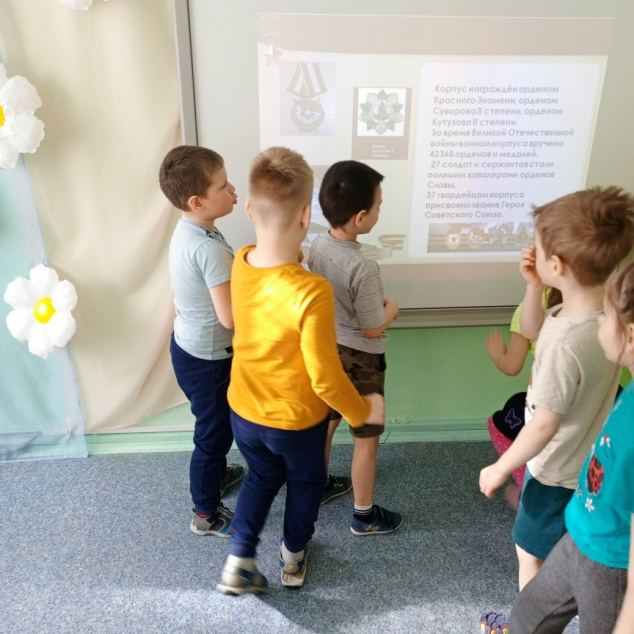 Корпус награждён орденом
Красного Знамени, орденом
Суворова II степени, орденом
Кутузова II степени.
За время Великой Отечественной
войны воинам корпуса вручено
42368 орденов и медалей,
27 солдат и сержантов стали
полными кавалерами орденов
Славы.
37 гвардейцам корпуса
присвоено звание Героя
Советского Союза.